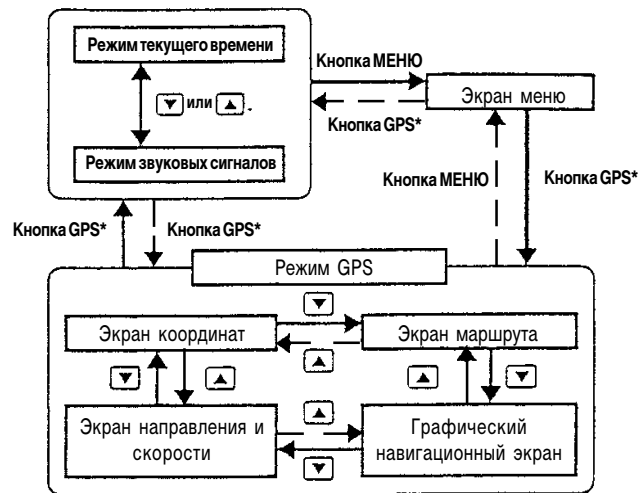 Режим текущего времени
или .
Режим звуковых сигналов
Кнопка МЕНЮ
Экран меню
Кнопка GPS*
Кнопка МЕНЮ
Кнопка GPS*
Кнопка GPS*
Кнопка GPS*
Режим GPS
Экран координат
Экран маршрута
Экран направления и
скорости
Графический
навигационный экран